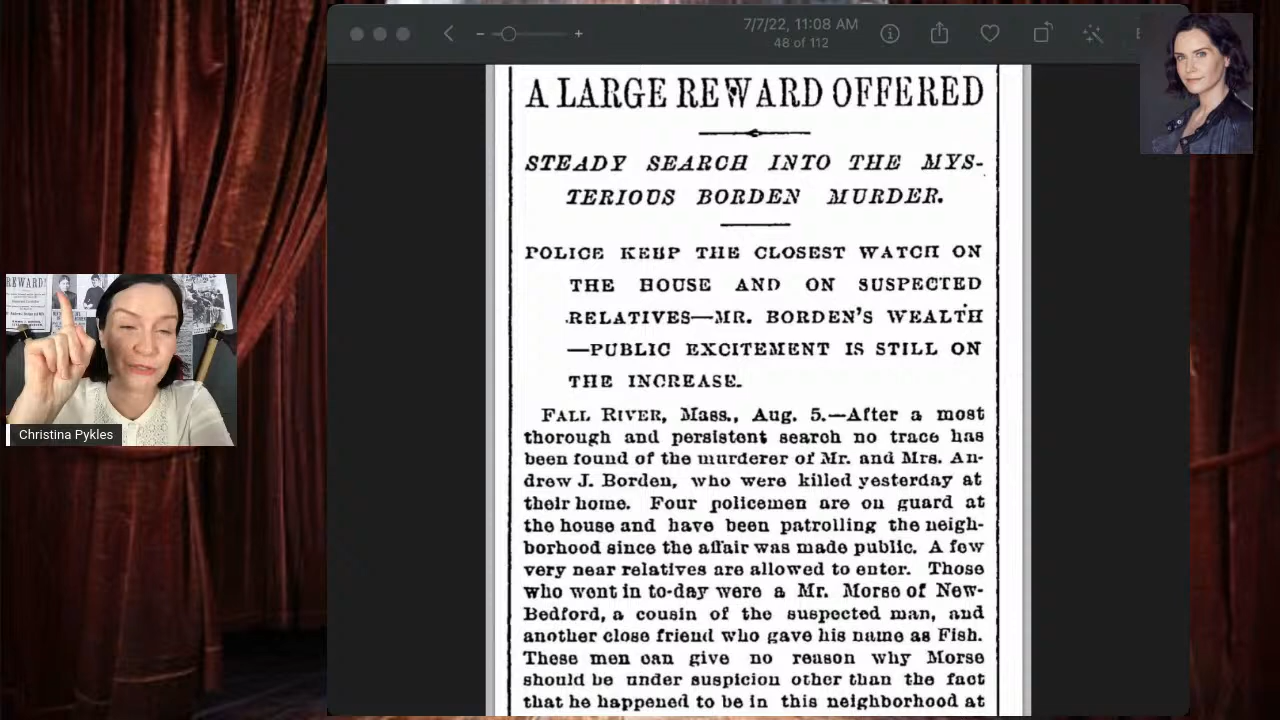 7/7/22, 11:08 AM
48 of 112
A LARGE REWARD OFFERED
STEADY SEARCH INTO THE MYS-
TERIOUS BORDEN MURDER.
POLICE KEEP THE CLOSEST WATCH ON
THE HOUSE AND ON SUSPECTED
RELATIVES—MR. BORDEN'S WEALTH
—PUBLIC EXCITEMENT IS STILL ON
THE INCREASE.
FALL RIVER, Mass., Aug. 5.—After a most
thorough and persistent search no trace has
been found of the murderer of Mr. and Mrs. An-
drew J. Borden, who were killed yesterday at
their home. Four policemen are on guard at
the house and have been patrolling the neigh-
borhood since the affair was made public. A few
very near relatives are allowed to enter. Those
who went in to-day were a Mr. Morse of New-
Bedford, a cousin of the suspected man, and
another close friend who gave his name as Fish.
These men can give no reason why Morse
should be under suspicion other than the fact
that he happened to be in this neighborhood at
REWARD!
Christina Pykles